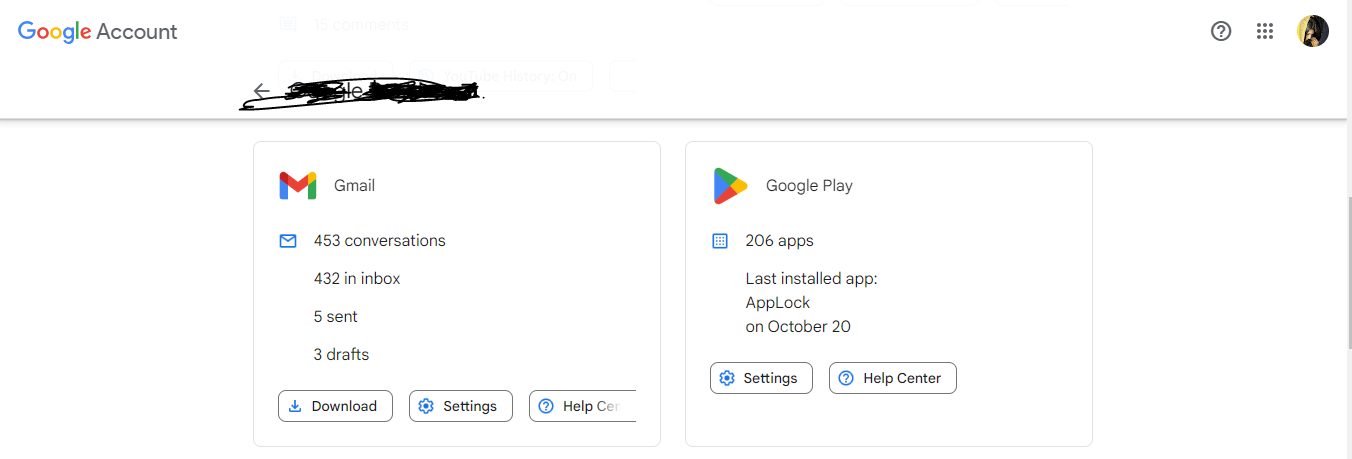 Google Account
15 comments
YouTube History: On
Gmail
453 conversations
432 in inbox
5 sent
3 drafts
Download
Settings
Help Cen
Google Play
206 apps
Last installed app:
AppLock
on October 20
Settings
Help Center